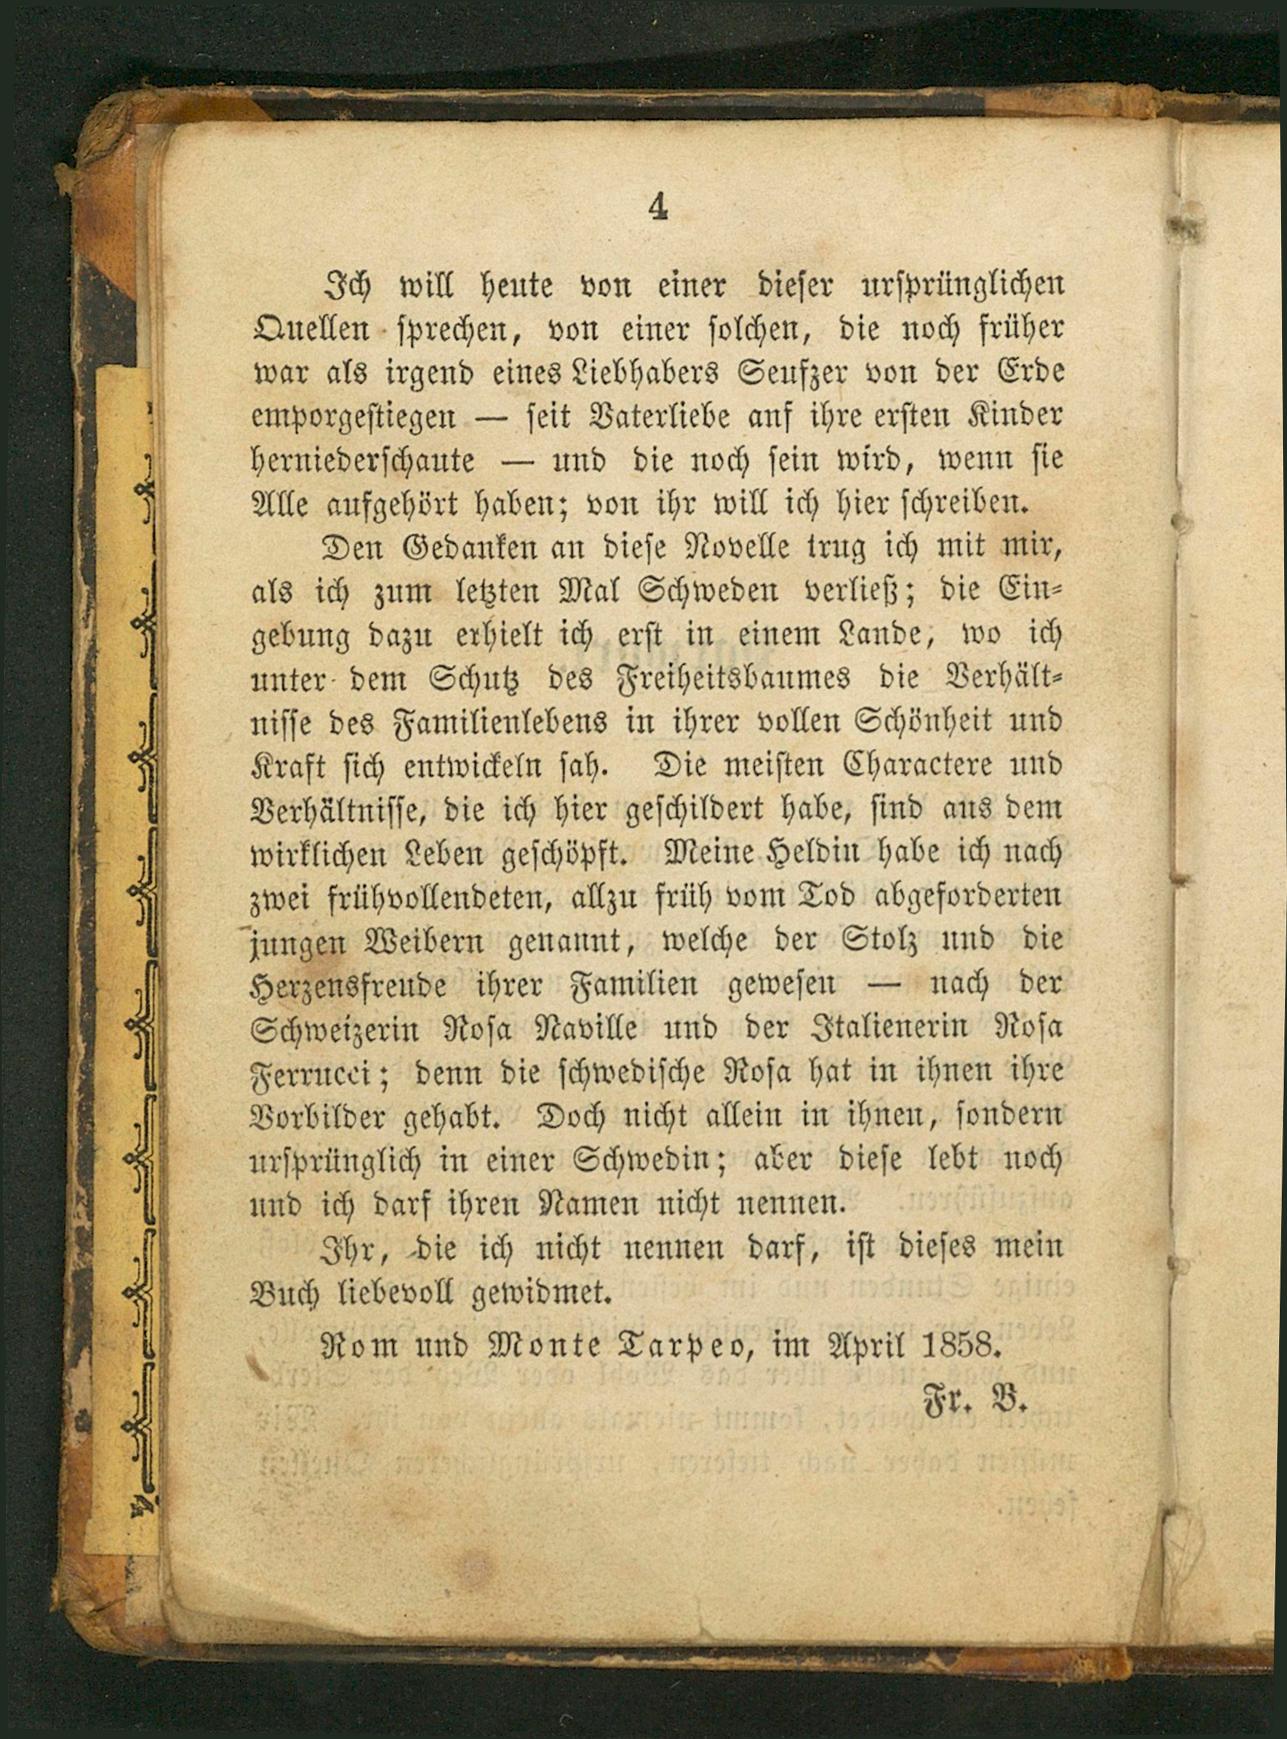 4
Ich will heute von einer dieser ursprünglichen
Quellen sprechen, von einer solchen, die noch früher
war als irgend eines Liebhabers Seufzer von der Erde
emporgestiegen — seit Vaterliebe auf ihre ersten Kinder
herniederschaute — und die noch sein wird, wenn sie
Alle aufgehört haben; von ihr will ich hier schreiben.
Den Gedanken an diese Novelle trug ich mit mir,
als ich zum letzten Mal Schweden verließ; die Ein-
gebung dazu erhielt ich erst in einem Lande, wo ich
unter dem Schutz des Freiheitsbaumes die Verhält-
nisse des Familienlebens in ihrer vollen Schönheit und
Kraft sich entwickeln sah. Die meisten Charactere und
Verhältnisse, die ich hier geschildert habe, sind aus dem
wirklichen Leben geschöpft. Meine Heldin habe ich nach
zwei frühvollendeten, allzu früh vom Tod abgeforderten
jungen Weibern genannt, welche der Stolz und die
Herzensfreude ihrer Familien gewesen — nach der
Schweizerin Rosa Naville und der Italienerin Rosa
Ferrucci; denn die schwedische Rosa hat in ihnen ihre
Vorbilder gehabt. Doch nicht allein in ihnen, sondern
ursprünglich in einer Schwedin; aber diese lebt noch
und ich darf ihren Namen nicht nennen.
Ihr, die ich nicht nennen darf, ist dieses mein
Buch liebevoll gewidmet.
Rom und Monte Tarpeo, im April 1858.
Fr. B.